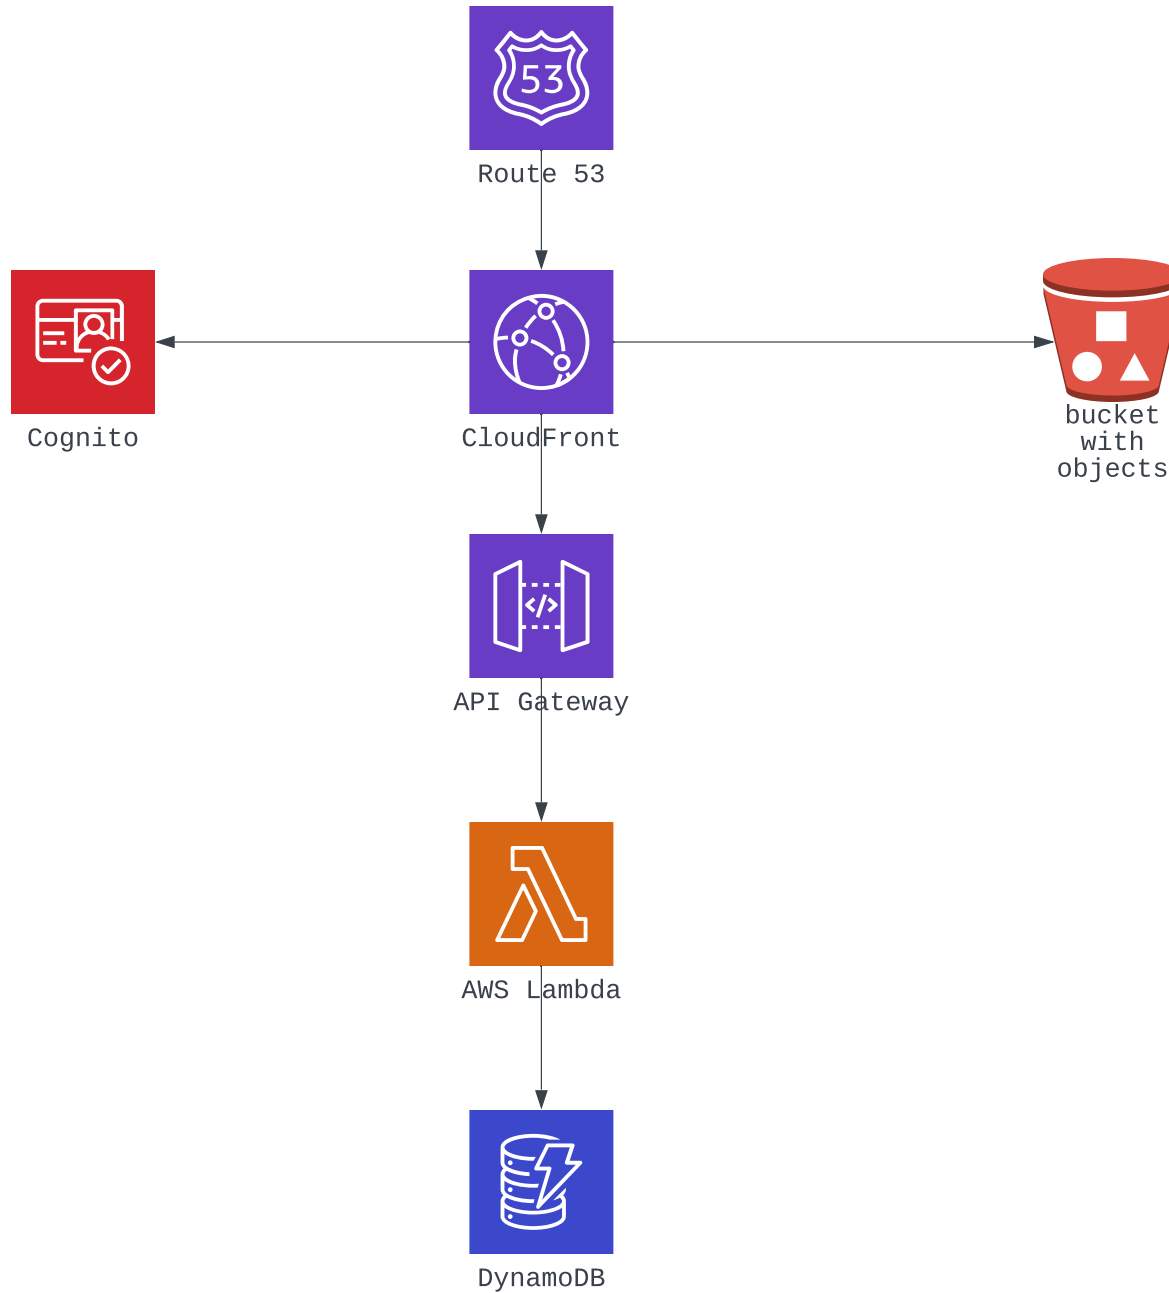 53
Route 53
Cognito
CloudFront
bucket
with
objects
API Gateway
AWS Lambda
DynamoDB